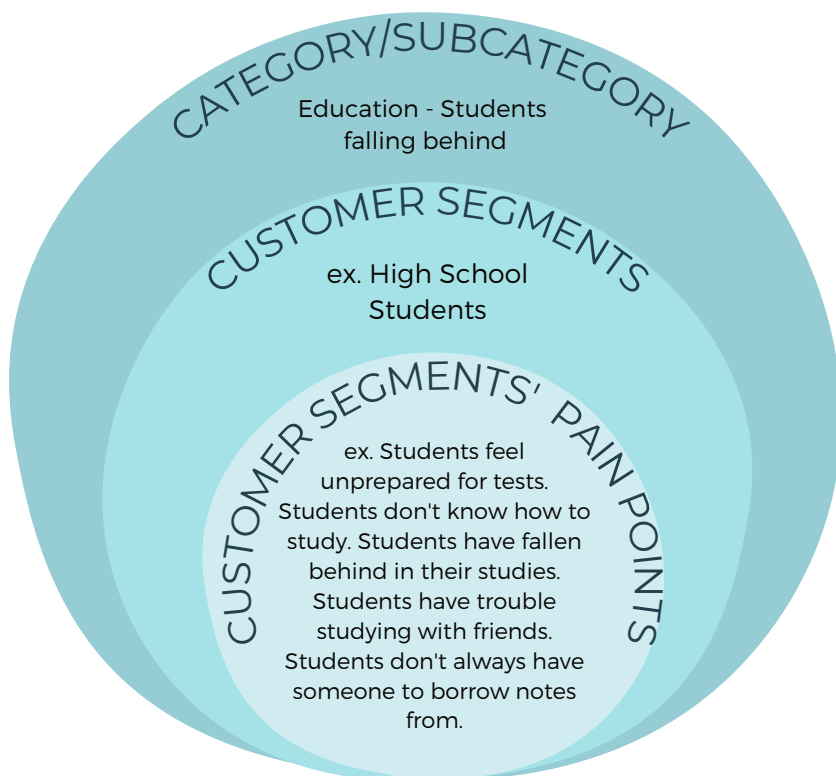 CATEGORY/SUBCATEGORY
Education - Students
falling behind
CUSTOMER SEGMENTS
ex. High School
Students
CUSTOMER SEGMENTS' PAIN POINTS
ex. Students feel
unprepared for tests.
Students don't know how to
study. Students have fallen
behind in their studies.
Students have trouble
studying with friends.
Students don't always have
someone to borrow notes
from.